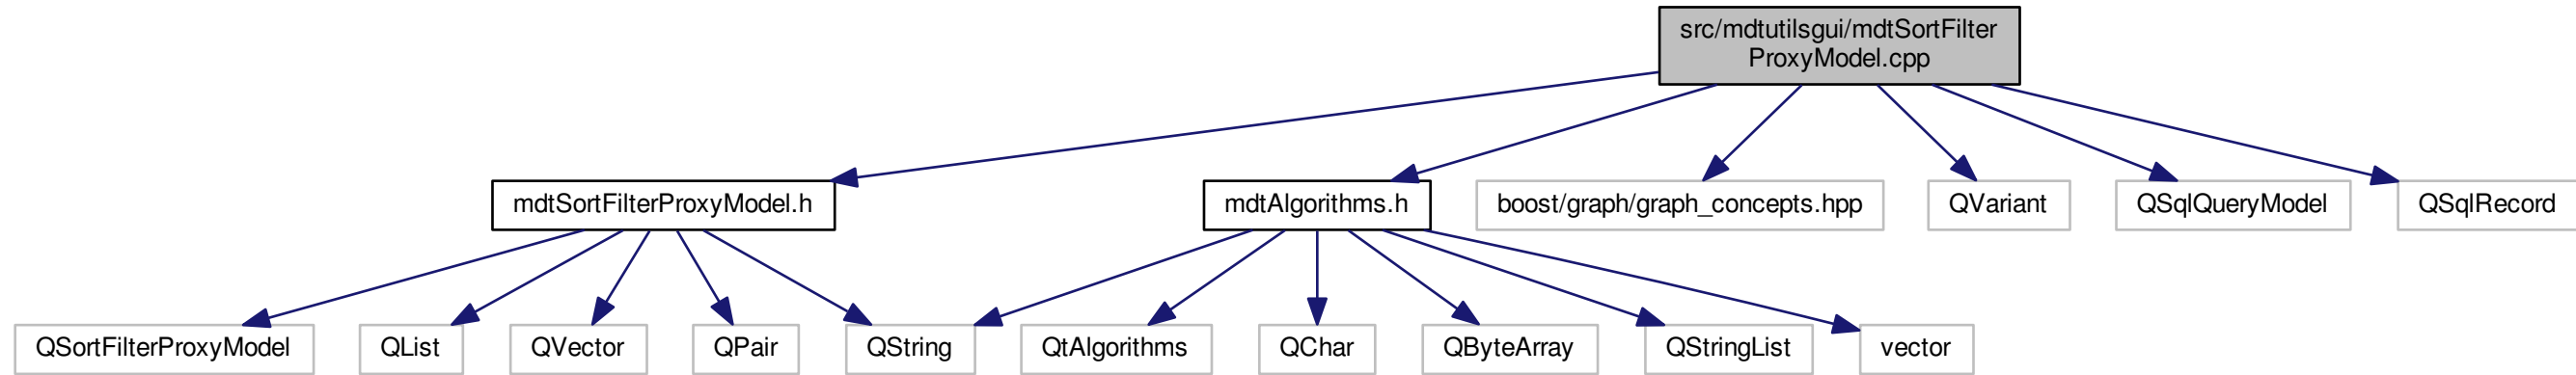 src/mdtutilsgui/mdtSortFilter
ProxyModel.cpp
mdtSortFilterProxyModel.h
mdtAlgorithms.h
boost/graph/graph_concepts.hpp
QVariant
QSqlQueryModel
QSqlRecord
QSortFilterProxyModel
QList
QVector
QPair
QString
QtAlgorithms
QChar
QByteArray
QStringList
vector